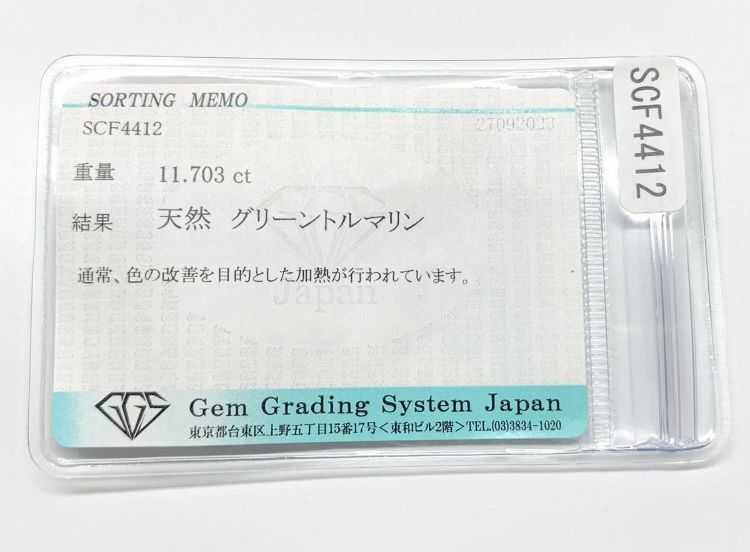 SORTING MEMO
SCF4412
27092023
重量 11.703 ct
結果 天然 グリーントルマリン
通常、色の改善を目的とした加熱が行われています。
Japan
GGS
Gem Grading System Japan
東京都台東区上野五丁目15番17号<東和ビル2階>TEL.(03)3834-1020
SCF4412